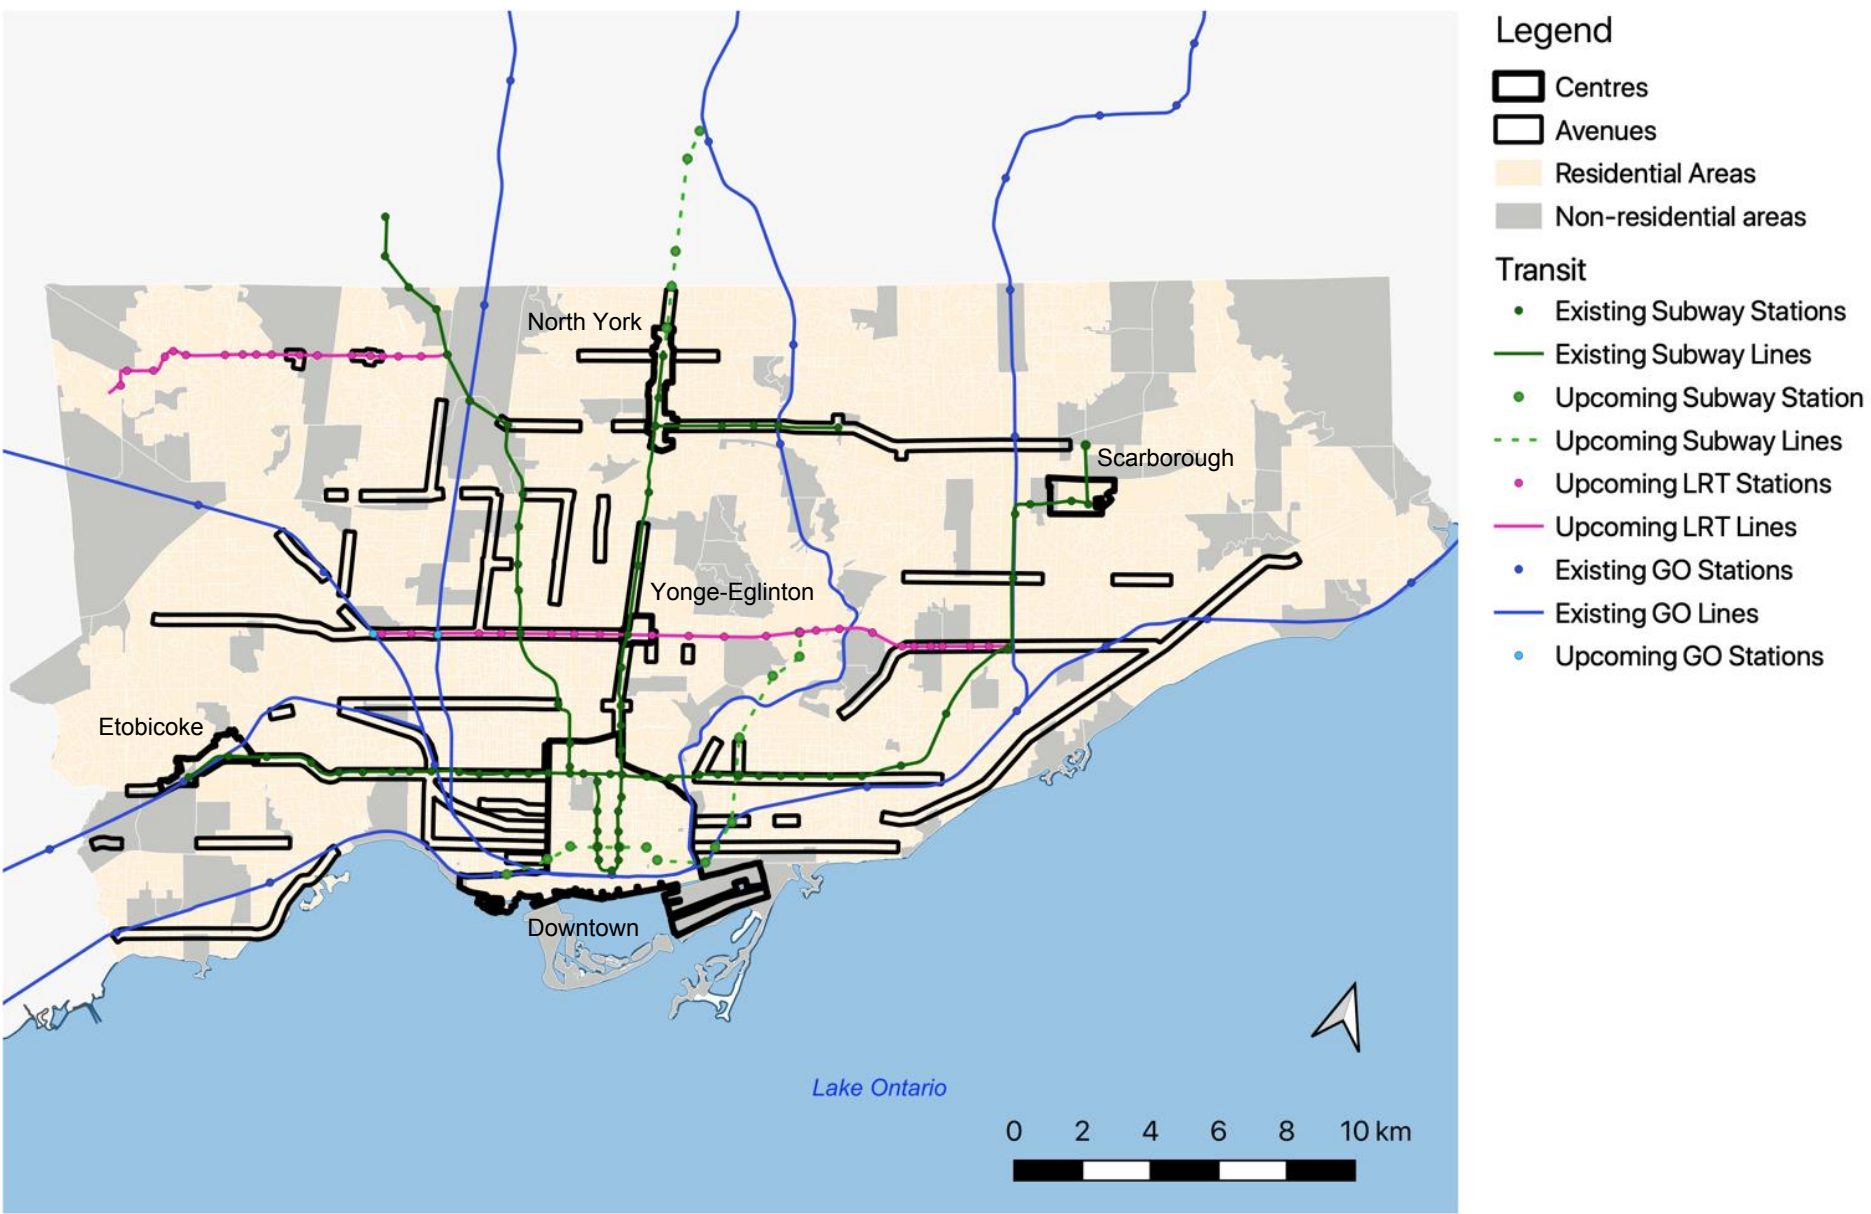 Legend
Centres
Avenues
Residential Areas
Non-residential areas
Transit
Existing Subway Stations
Existing Subway Lines
Upcoming Subway Station
Upcoming Subway Lines
Upcoming LRT Stations
Upcoming LRT Lines
Existing GO Stations
Existing GO Lines
Upcoming GO Stations
North York
Scarborough
Yonge-Eglinton
Etobicoke
Downtown
Lake Ontario
0 2 4 6 8 10 km